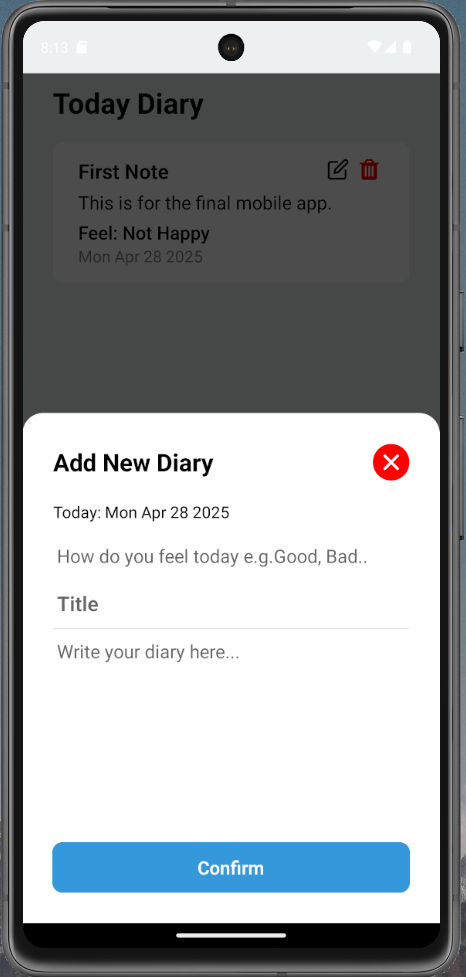 8:13
Today Diary
First Note
This is for the final mobile app.
Feel: Not Happy
Mon Apr 28 2025
Add New Diary
Today: Mon Apr 28 2025
How do you feel today e.g.Good, Bad..
Title
Write your diary here...
Confirm